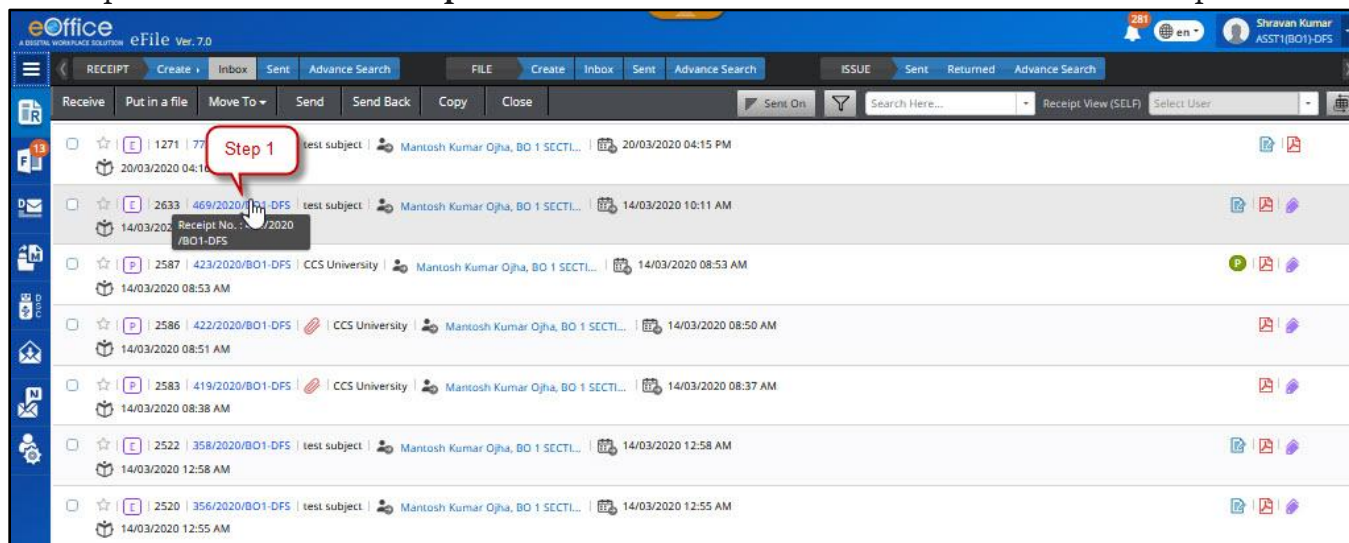 281
eOffice
A DIGITAL WORKPLACE SOLUTION
eFile Ver. 7.0
en
Shravan Kumar
ASST1(BO1)-DFS
RECEIPT Create Inbox Sent Advance Search FILE Create Inbox Sent Advance Search ISSUE Sent Returned Advance Search
Receive Put in a file Move To Send Send Back Copy Close Sent On Search Here... Receipt View (SELF) Select User
13
Step 1
E 1271 77 test subject Mantosh Kumar Ojha, BO 1 SECTI... 20/03/2020 04:15 PM
20/03/2020 04:16
E 2633 469/2020/BO1-DFS test subject Mantosh Kumar Ojha, BO 1 SECTI... 14/03/2020 10:11 AM
14/03/202
Receipt No. : /2020
/BO1-DFS
P 2587 423/2020/BO1-DFS CCS University Mantosh Kumar Ojha, BO 1 SECTI... 14/03/2020 08:53 AM P
14/03/2020 08:53 AM
P 2586 422/2020/BO1-DFS CCS University Mantosh Kumar Ojha, BO 1 SECTI... 14/03/2020 08:50 AM
14/03/2020 08:51 AM
P 2583 419/2020/BO1-DFS CCS University Mantosh Kumar Ojha, BO 1 SECTI... 14/03/2020 08:37 AM
14/03/2020 08:38 AM
E 2522 358/2020/BO1-DFS test subject Mantosh Kumar Ojha, BO 1 SECTI... 14/03/2020 12:58 AM
14/03/2020 12:58 AM
E 2520 356/2020/BO1-DFS test subject Mantosh Kumar Ojha, BO 1 SECTI... 14/03/2020 12:55 AM
14/03/2020 12:55 AM